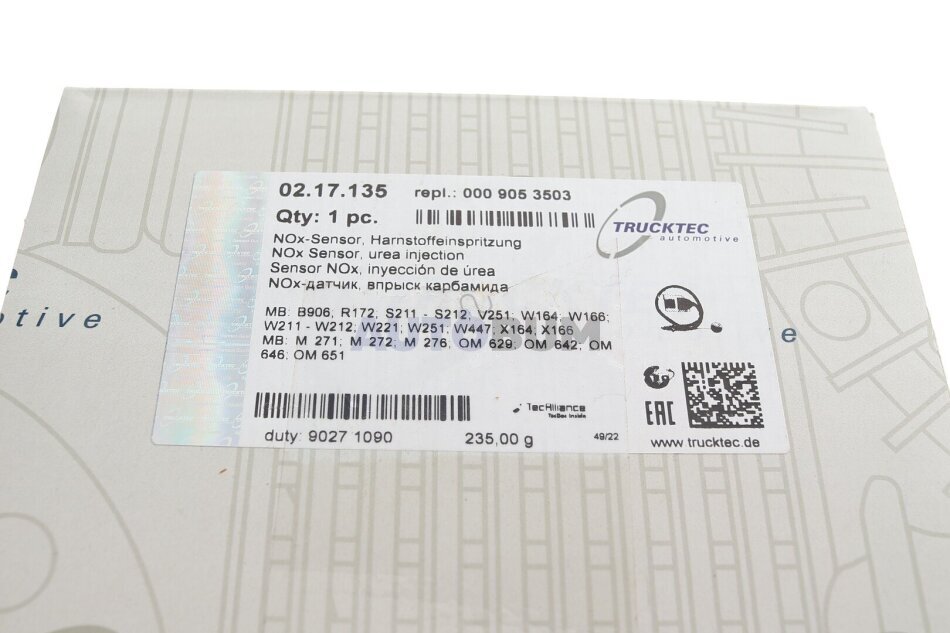 02.17.135 repl.: 000 905 3503
Qty: 1 pc.
TRUCKTEC
automotive
NOx-Sensor, Harnstoffeinspritzung
NOx Sensor, urea injection
Sensor NOx, inyección de úrea
NOx-датчик, впрыск карбамида
MB: B906, R172, S211 - S212, V251, W164, W166,
W211 - W212, W221, W251, W447, X164, X166
MB: M 271; M 272, M 276, OM 629; OM 642; OM
646; OM 651
AUTODUM
otive
e
TecAlliance
TecDoc Inside
EAC
duty: 9027 1090 235,00 g 49/22
www.trucktec.de